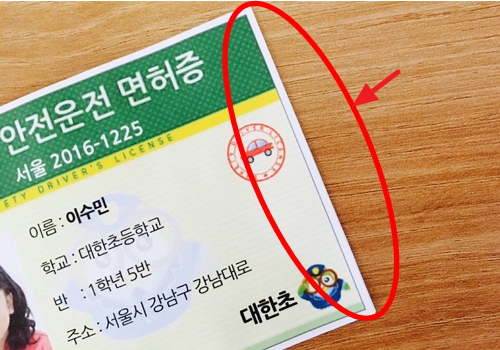 안전운전 면허증
서울 2016-1225
ETY DRIVER'S LICENSE
이름 : 이수민
학교 : 대한초등학교
반 : 1학년 5반
주소 : 서울시 강남구 강남대로
대한초